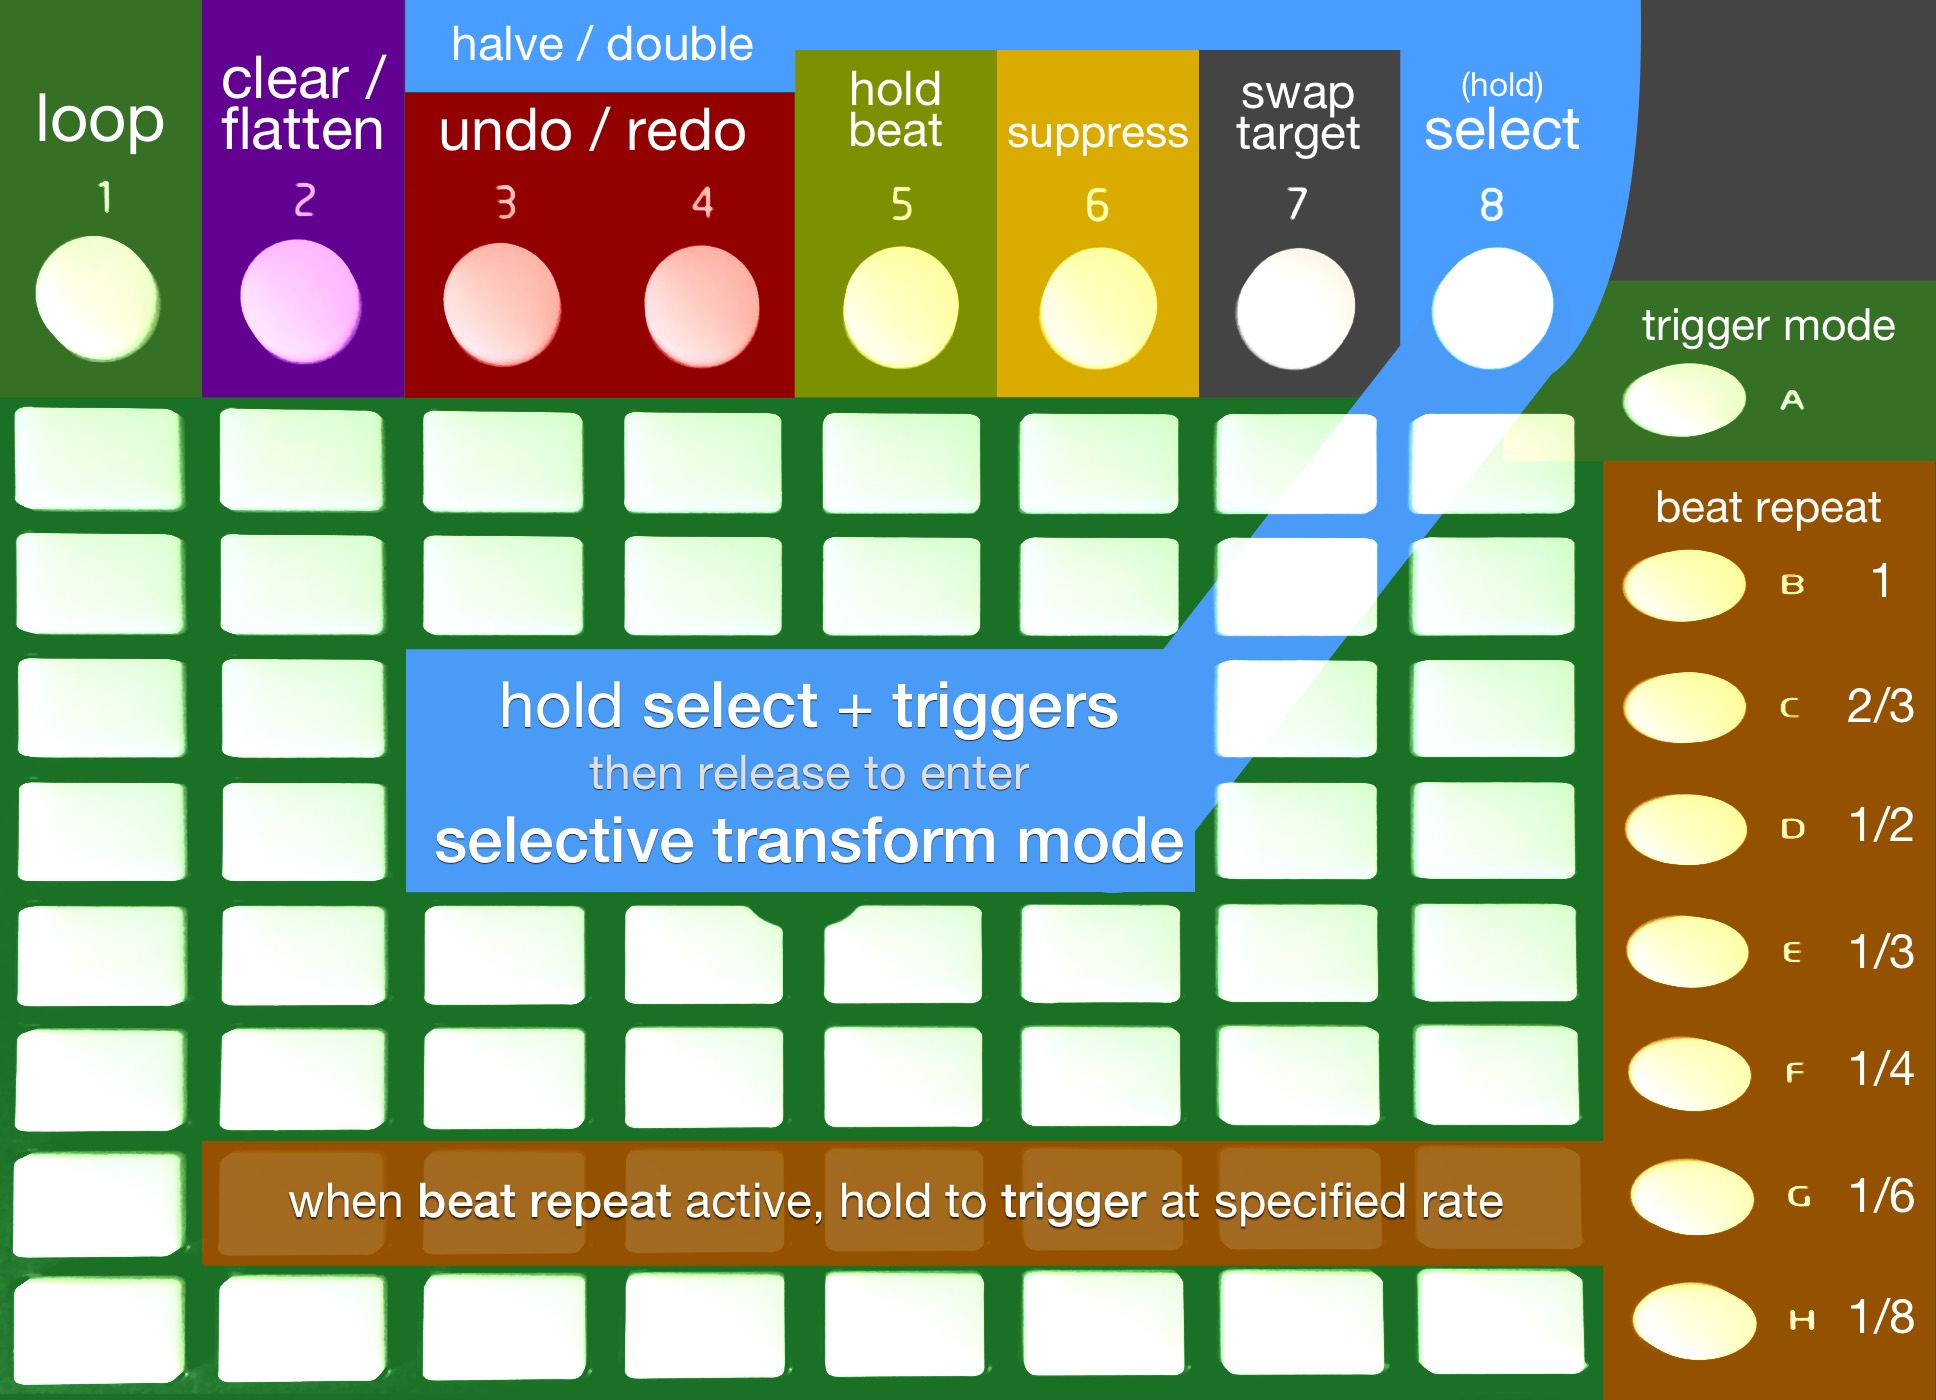 halve / double
loop
clear /
flatten
undo / redo
hold
beat
suppress
swap
target
(hold)
select
1
2
3
4
5
6
7
8
trigger mode
A
beat repeat
B 1
C 2/3
D 1/2
E 1/3
F 1/4
G 1/6
H 1/8
hold select + triggers
then release to enter
selective transform mode
when beat repeat active, hold to trigger at specified rate